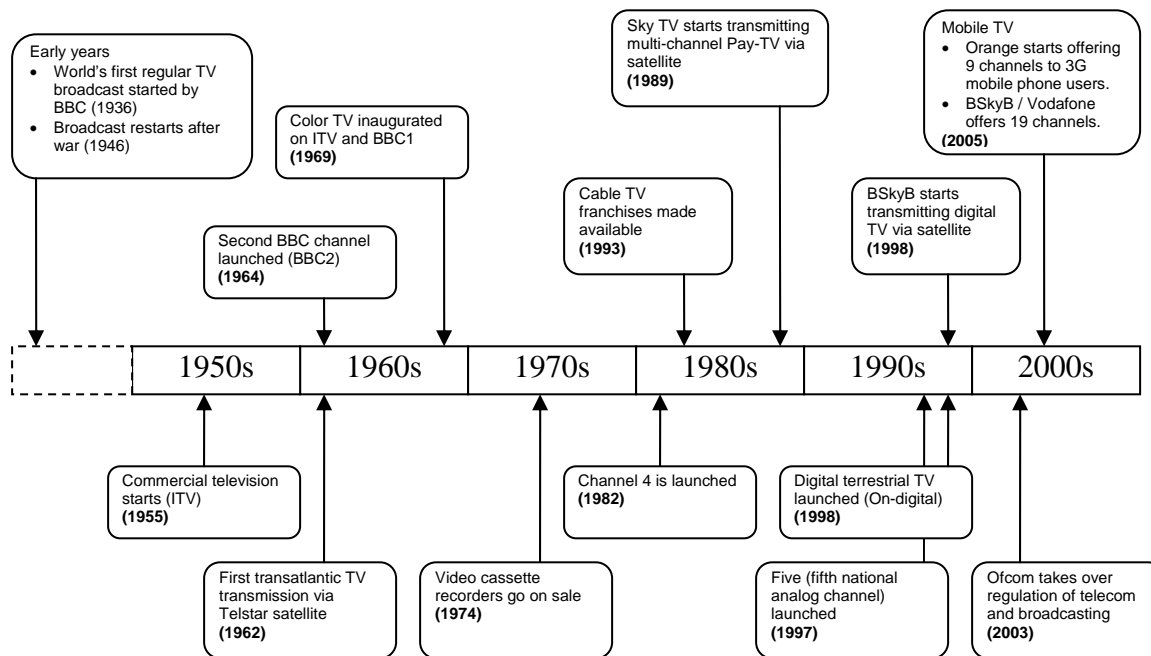 Early years
• World's first regular TV
broadcast started by
BBC (1936)
• Broadcast restarts after
war (1946)
Color TV inaugurated
on ITV and BBC1
(1969)
Second BBC channel
launched (BBC2)
(1964)
Sky TV starts transmitting
multi-channel Pay-TV via
satellite
(1989)
Cable TV
franchises made
available
(1993)
Mobile TV
• Orange starts offering
9 channels to 3G
mobile phone users.
• BSkyB / Vodafone
offers 19 channels.
(2005)
BSkyB starts
transmitting digital
TV via satellite
(1998)
1950s 1960s 1970s 1980s 1990s 2000s
Commercial television
starts (ITV)
(1955)
First transatlantic TV
transmission via
Telstar satellite
(1962)
Video cassette
recorders go on sale
(1974)
Channel 4 is launched
(1982)
Digital terrestrial TV
launched (On-digital)
(1998)
Five (fifth national
analog channel)
launched
(1997)
Ofcom takes over
regulation of telecom
and broadcasting
(2003)